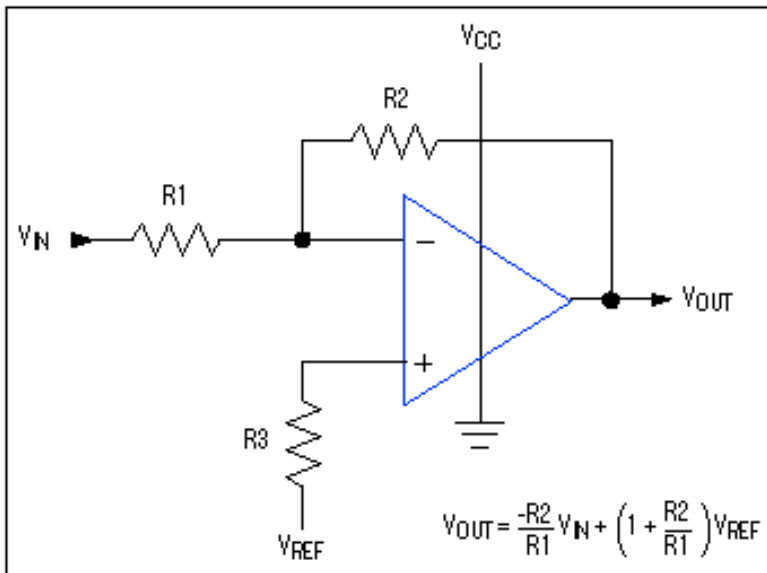 VCC
R2
R1
VIN
−
VOUT
+
R3
VREF
VOUT = -R2/R1 VIN + (1 + R2/R1) VREF